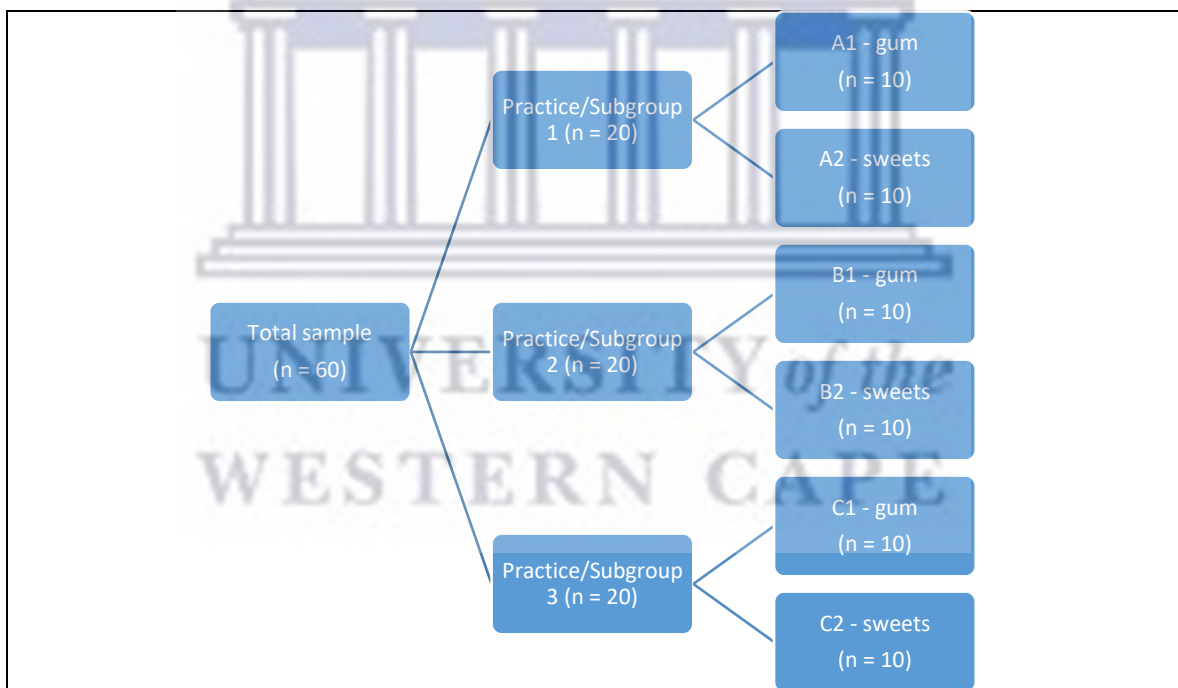 Total sample
(n = 60)
Practice/Subgroup
1 (n = 20)
A1 - gum
(n = 10)
A2 - sweets
(n = 10)
Practice/Subgroup
2 (n = 20)
B1 - gum
(n = 10)
B2 - sweets
(n = 10)
Practice/Subgroup
3 (n = 20)
C1 - gum
(n = 10)
C2 - sweets
(n = 10)
UNIVERSITY of the
WESTERN CAPE